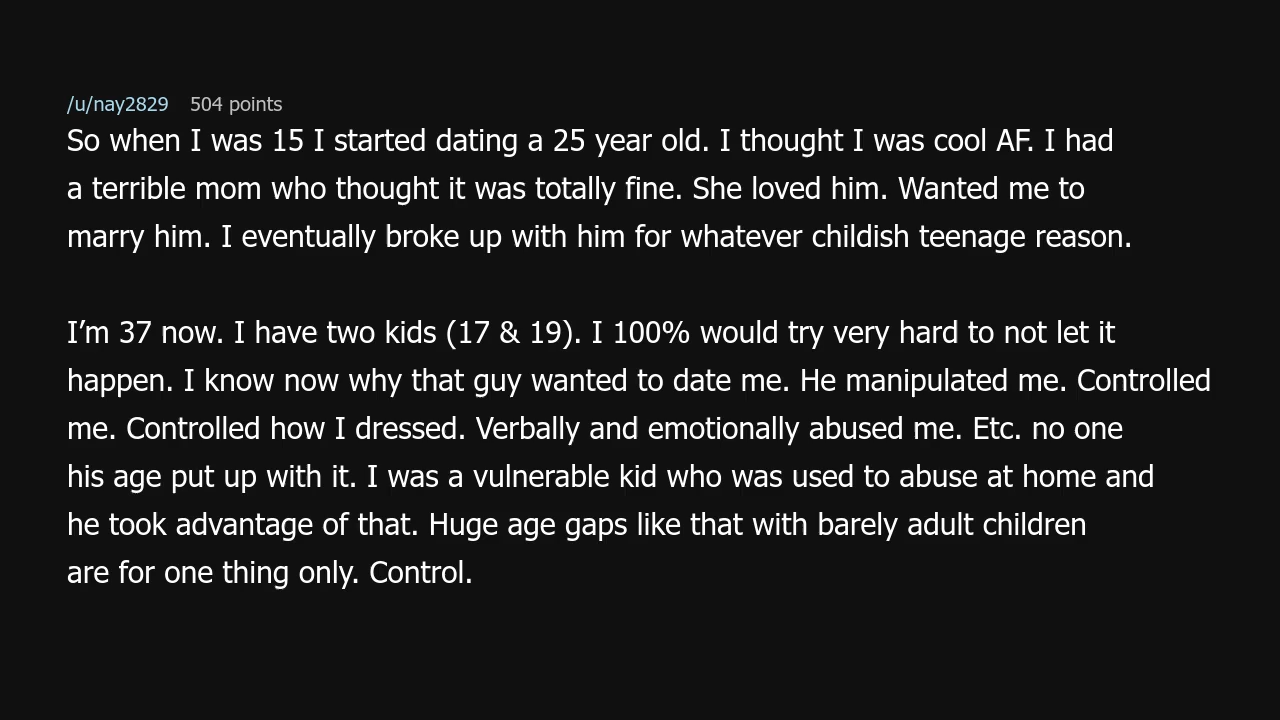 /u/nay2829 504 points
So when I was 15 I started dating a 25 year old. I thought I was cool AF. I had
a terrible mom who thought it was totally fine. She loved him. Wanted me to
marry him. I eventually broke up with him for whatever childish teenage reason.
I’m 37 now. I have two kids (17 & 19). I 100% would try very hard to not let it
happen. I know now why that guy wanted to date me. He manipulated me. Controlled
me. Controlled how I dressed. Verbally and emotionally abused me. Etc. no one
his age put up with it. I was a vulnerable kid who was used to abuse at home and
he took advantage of that. Huge age gaps like that with barely adult children
are for one thing only. Control.